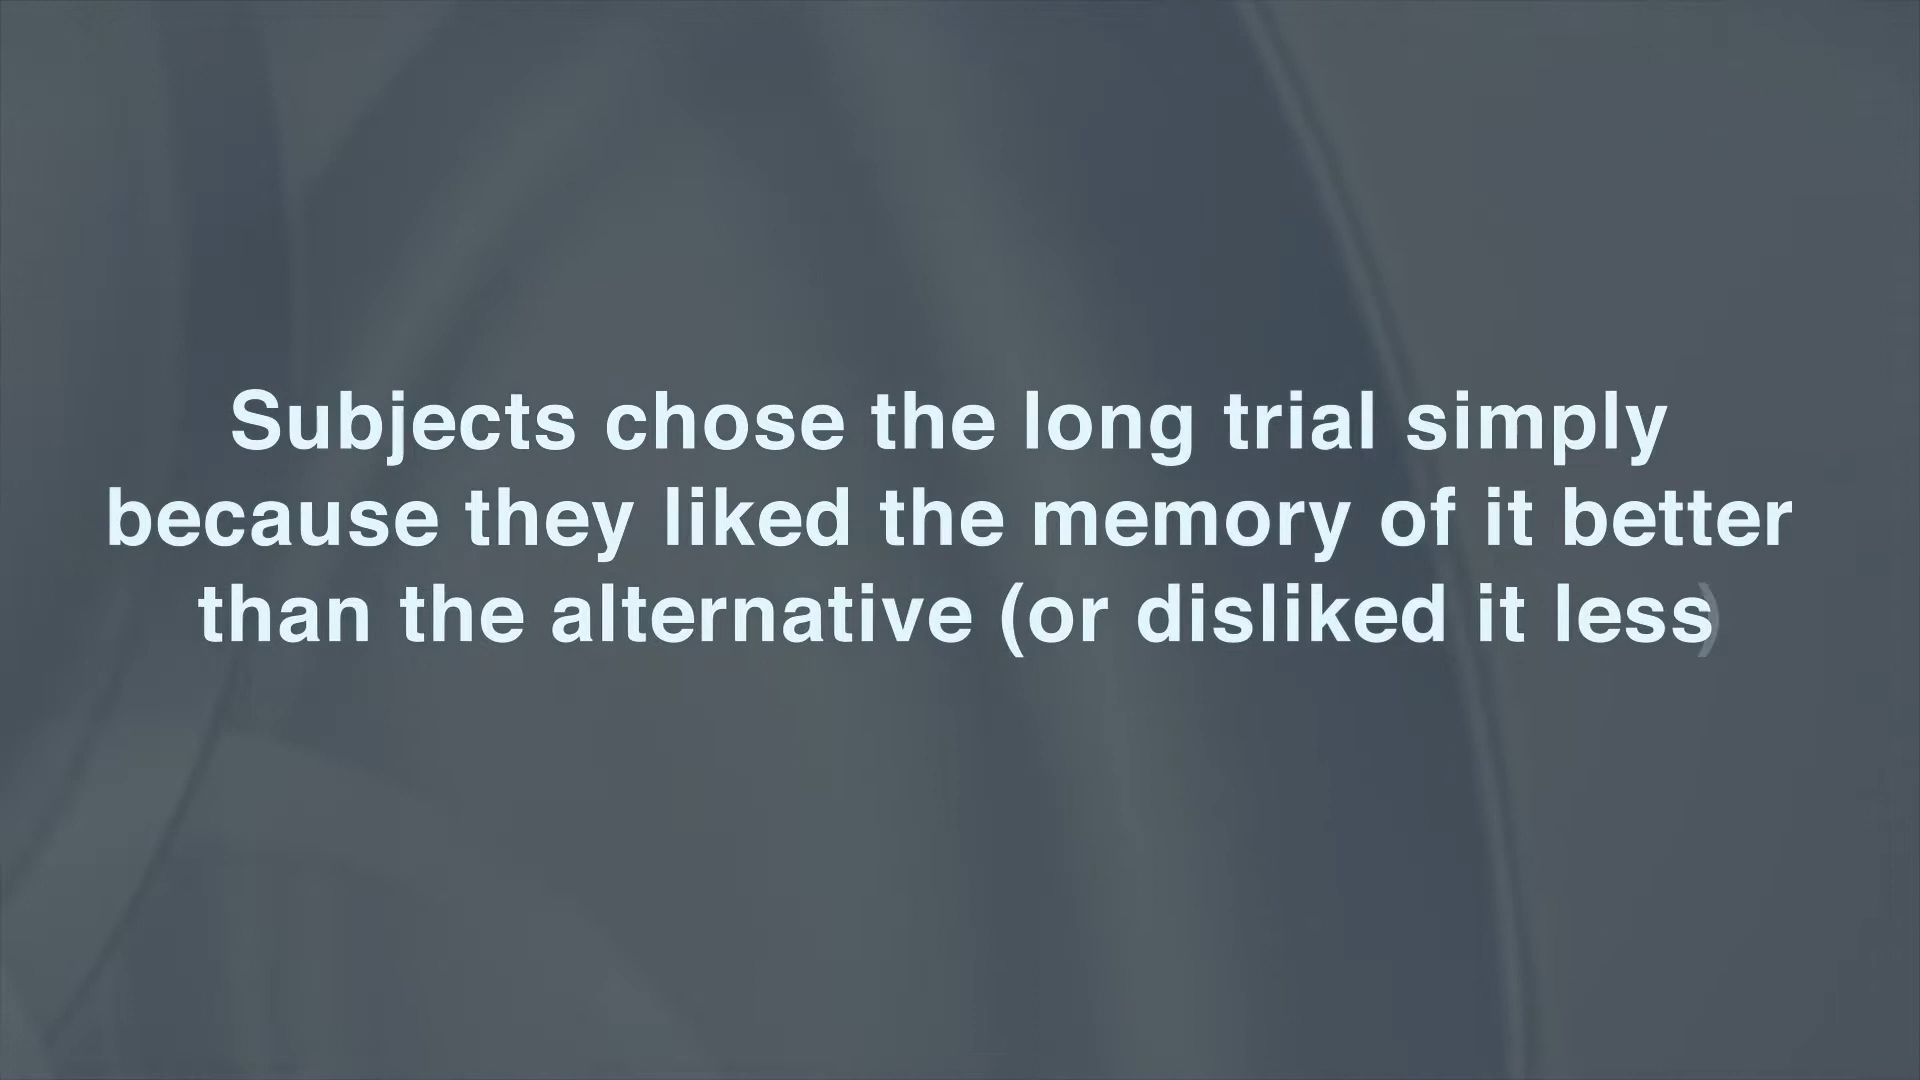 Subjects chose the long trial simply
because they liked the memory of it better
than the alternative (or disliked it less)